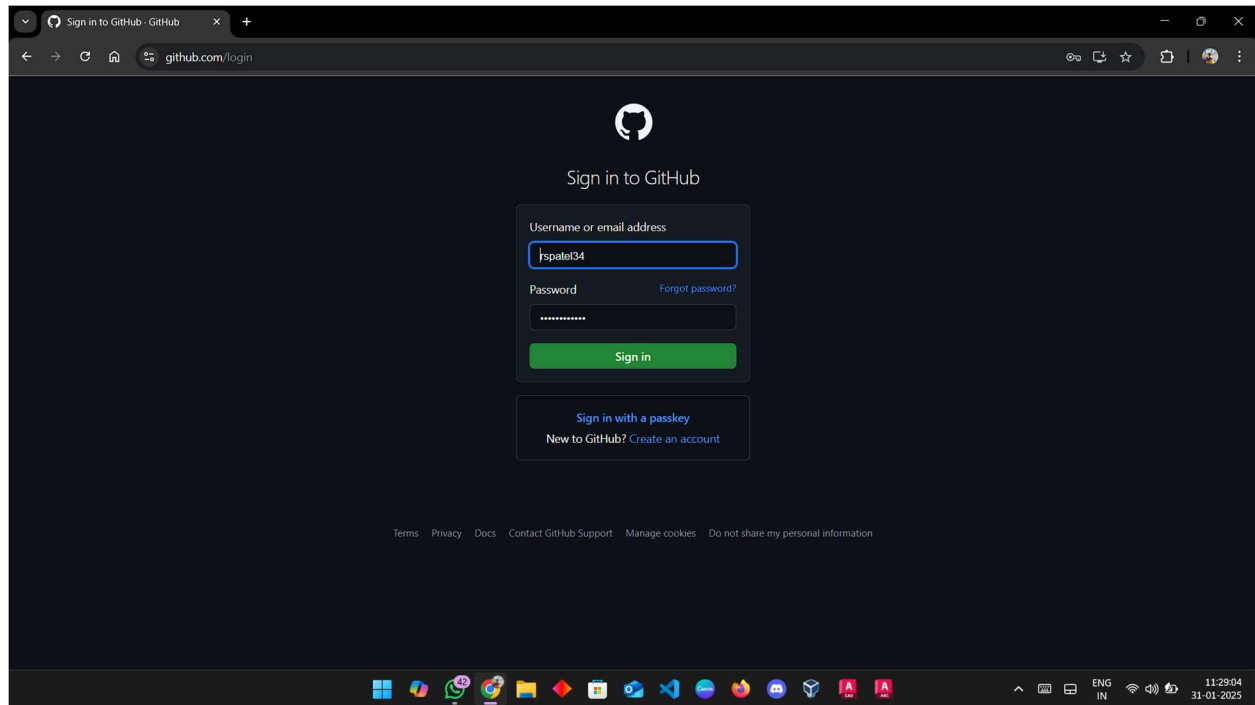 Sign in to GitHub · GitHub
github.com/login
Sign in to GitHub
Username or email address
rspatel34
Password Forgot password?
••••••••••••
Sign in
Sign in with a passkey
New to GitHub? Create an account
Terms Privacy Docs Contact GitHub Support Manage cookies Do not share my personal information
42
ENG
IN
11:29:04
31-01-2025